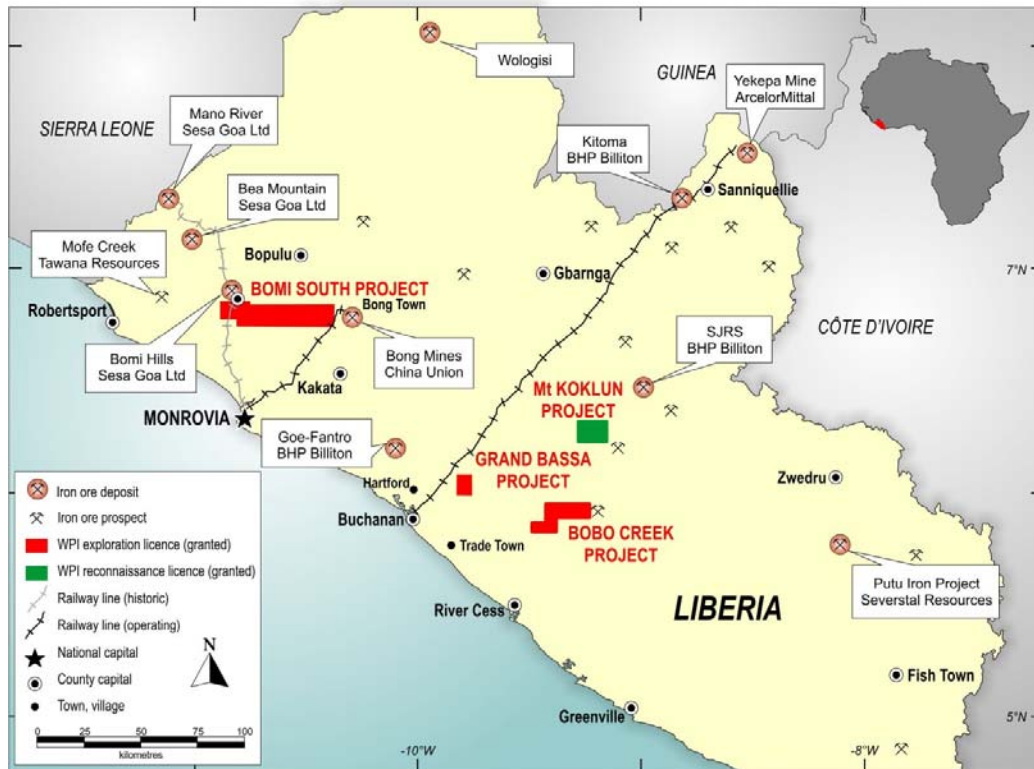 Wologisi
GUINEA
Yekepa Mine
ArcelorMittal
SIERRA LEONE
Mano River
Sesa Goa Ltd
Kitoma
BHP Billiton
Sanniquellie
Bea Mountain
Sesa Goa Ltd
Mofe Creek
Tawana Resources
Bopulu
Gbarnga
7°N
BOMI SOUTH PROJECT
Robertsport
Bong Town
CÔTE D'IVOIRE
Bomi Hills
Sesa Goa Ltd
Bong Mines
China Union
SJRS
BHP Billiton
Kakata
Mt KOKLUN
PROJECT
MONROVIA
Goe-Fantro
BHP Billiton
GRAND BASSA
PROJECT
Zwedru
Hartford
Buchanan
BOBO CREEK
PROJECT
Trade Town
Putu Iron Project
Severstal Resources
River Cess
LIBERIA
Fish Town
Greenville
5°N
-10°W
-8°W
Iron ore deposit
Iron ore prospect
WPI exploration licence (granted)
WPI reconnaissance licence (granted)
Railway line (historic)
Railway line (operating)
National capital
N
County capital
Town, village
0 25 50 75 100
kilometres